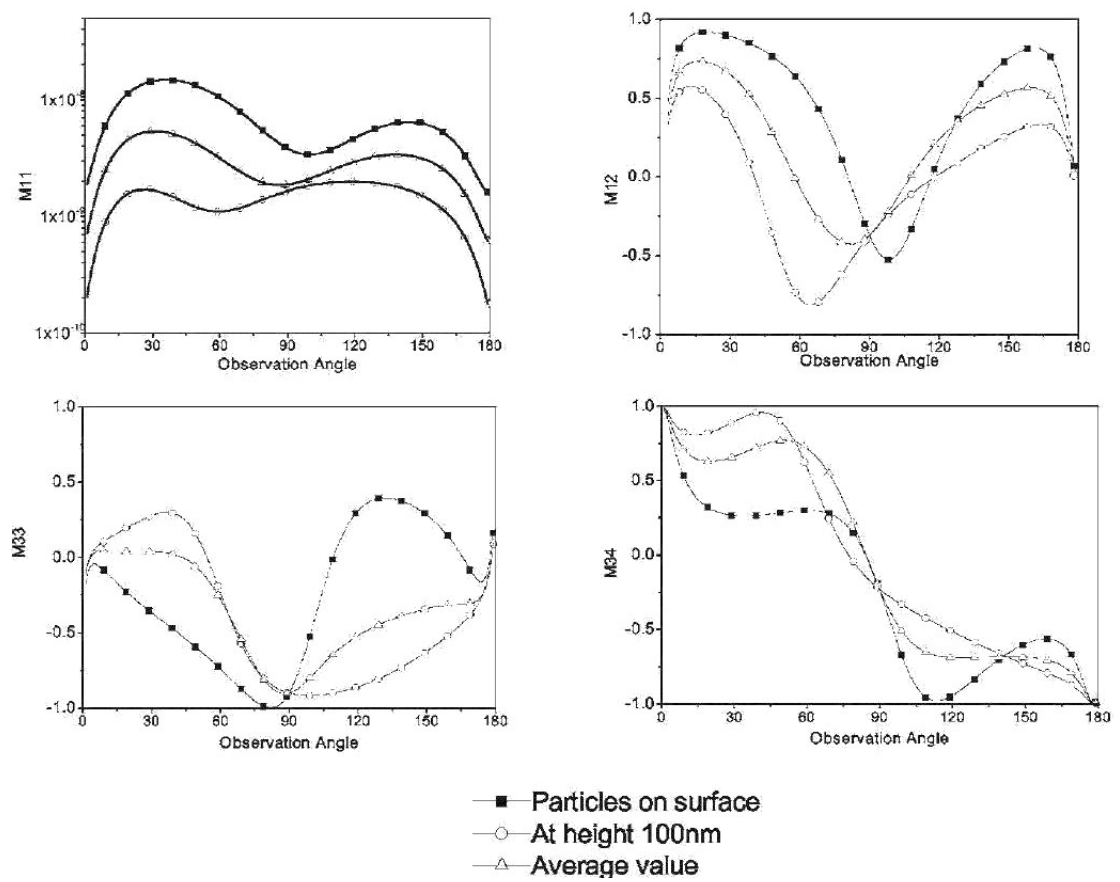 1x10⁻⁸
1x10⁻⁹
1x10⁻¹⁰
M11
0 30 60 90 120 150 180
Observation Angle
1.0
0.5
0.0
-0.5
-1.0
M12
0 30 60 90 120 150 180
Observation Angle
1.0
0.5
0.0
-0.5
-1.0
M33
0 30 60 90 120 150 180
Observation Angle
1.0
0.5
0.0
-0.5
-1.0
M34
0 30 60 90 120 150 180
Observation Angle
Particles on surface
At height 100nm
Average value